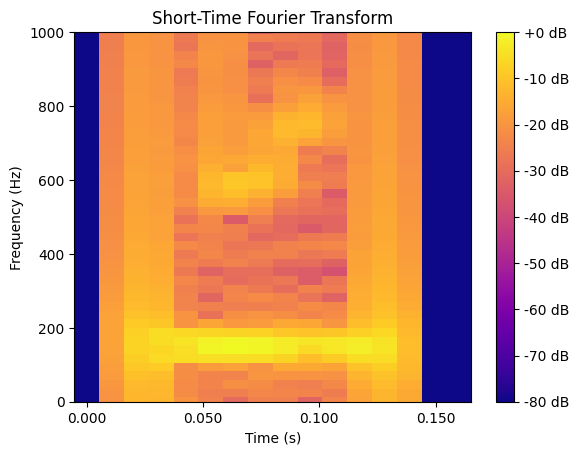 Short-Time Fourier Transform
1000
800
600
400
200
0
Frequency (Hz)
0.000
0.050
0.100
0.150
Time (s)
+0 dB
-10 dB
-20 dB
-30 dB
-40 dB
-50 dB
-60 dB
-70 dB
-80 dB